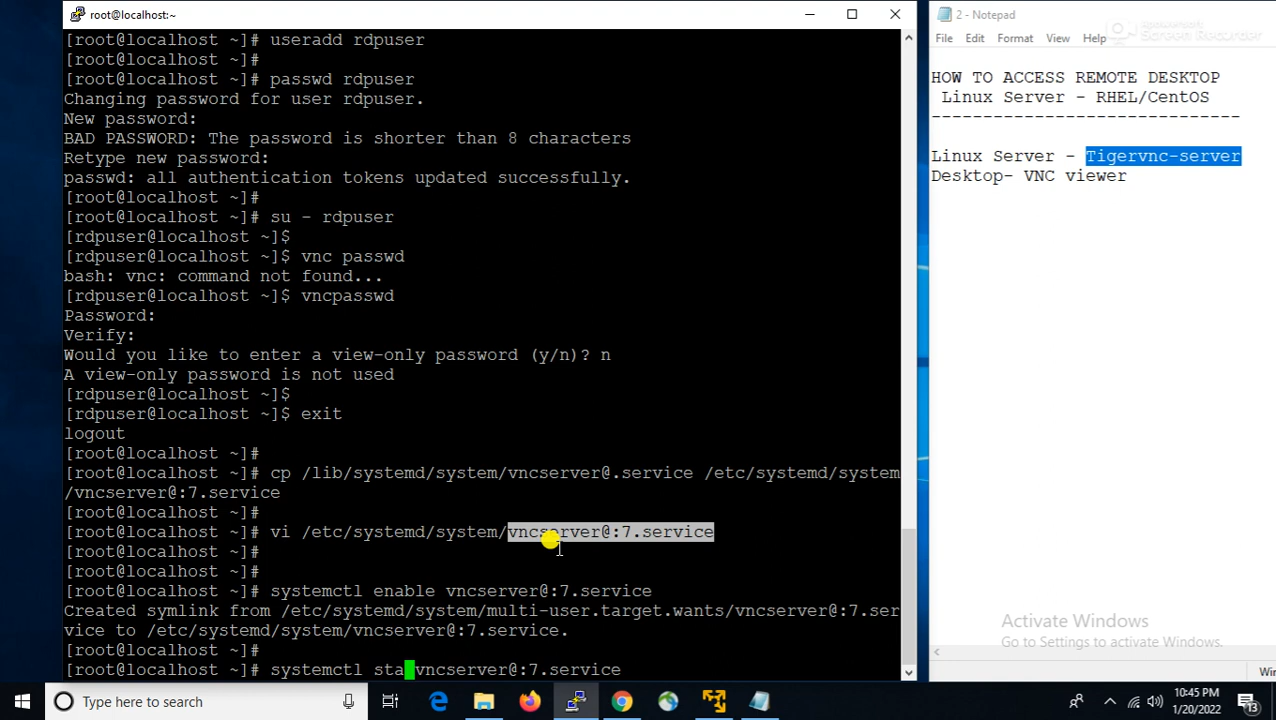 root@localhost:~
[root@localhost ~]# useradd rdpuser
[root@localhost ~]#
[root@localhost ~]# passwd rdpuser
Changing password for user rdpuser.
New password:
BAD PASSWORD: The password is shorter than 8 characters
Retype new password:
passwd: all authentication tokens updated successfully.
[root@localhost ~]#
[root@localhost ~]# su - rdpuser
[rdpuser@localhost ~]$
[rdpuser@localhost ~]$ vnc passwd
bash: vnc: command not found...
[rdpuser@localhost ~]$ vncpasswd
Password:
Verify:
Would you like to enter a view-only password (y/n)? n
A view-only password is not used
[rdpuser@localhost ~]$
[rdpuser@localhost ~]$ exit
logout
[root@localhost ~]#
[root@localhost ~]# cp /lib/systemd/system/vncserver@.service /etc/systemd/system
/vncserver@:7.service
[root@localhost ~]#
[root@localhost ~]# vi /etc/systemd/system/vncserver@:7.service
[root@localhost ~]#
[root@localhost ~]#
[root@localhost ~]# systemctl enable vncserver@:7.service
Created symlink from /etc/systemd/system/multi-user.target.wants/vncserver@:7.ser
vice to /etc/systemd/system/vncserver@:7.service.
[root@localhost ~]#
[root@localhost ~]# systemctl sta vncserver@:7.service
2 - Notepad
File Edit Format View Help
Screen Recorder
HOW TO ACCESS REMOTE DESKTOP
Linux Server - RHEL/CentOS
------------------------------
Linux Server - Tigervnc-server
Desktop- VNC viewer
Activate Windows
Go to Settings to activate Windows.
Type here to search
10:45 PM
1/20/2022
13